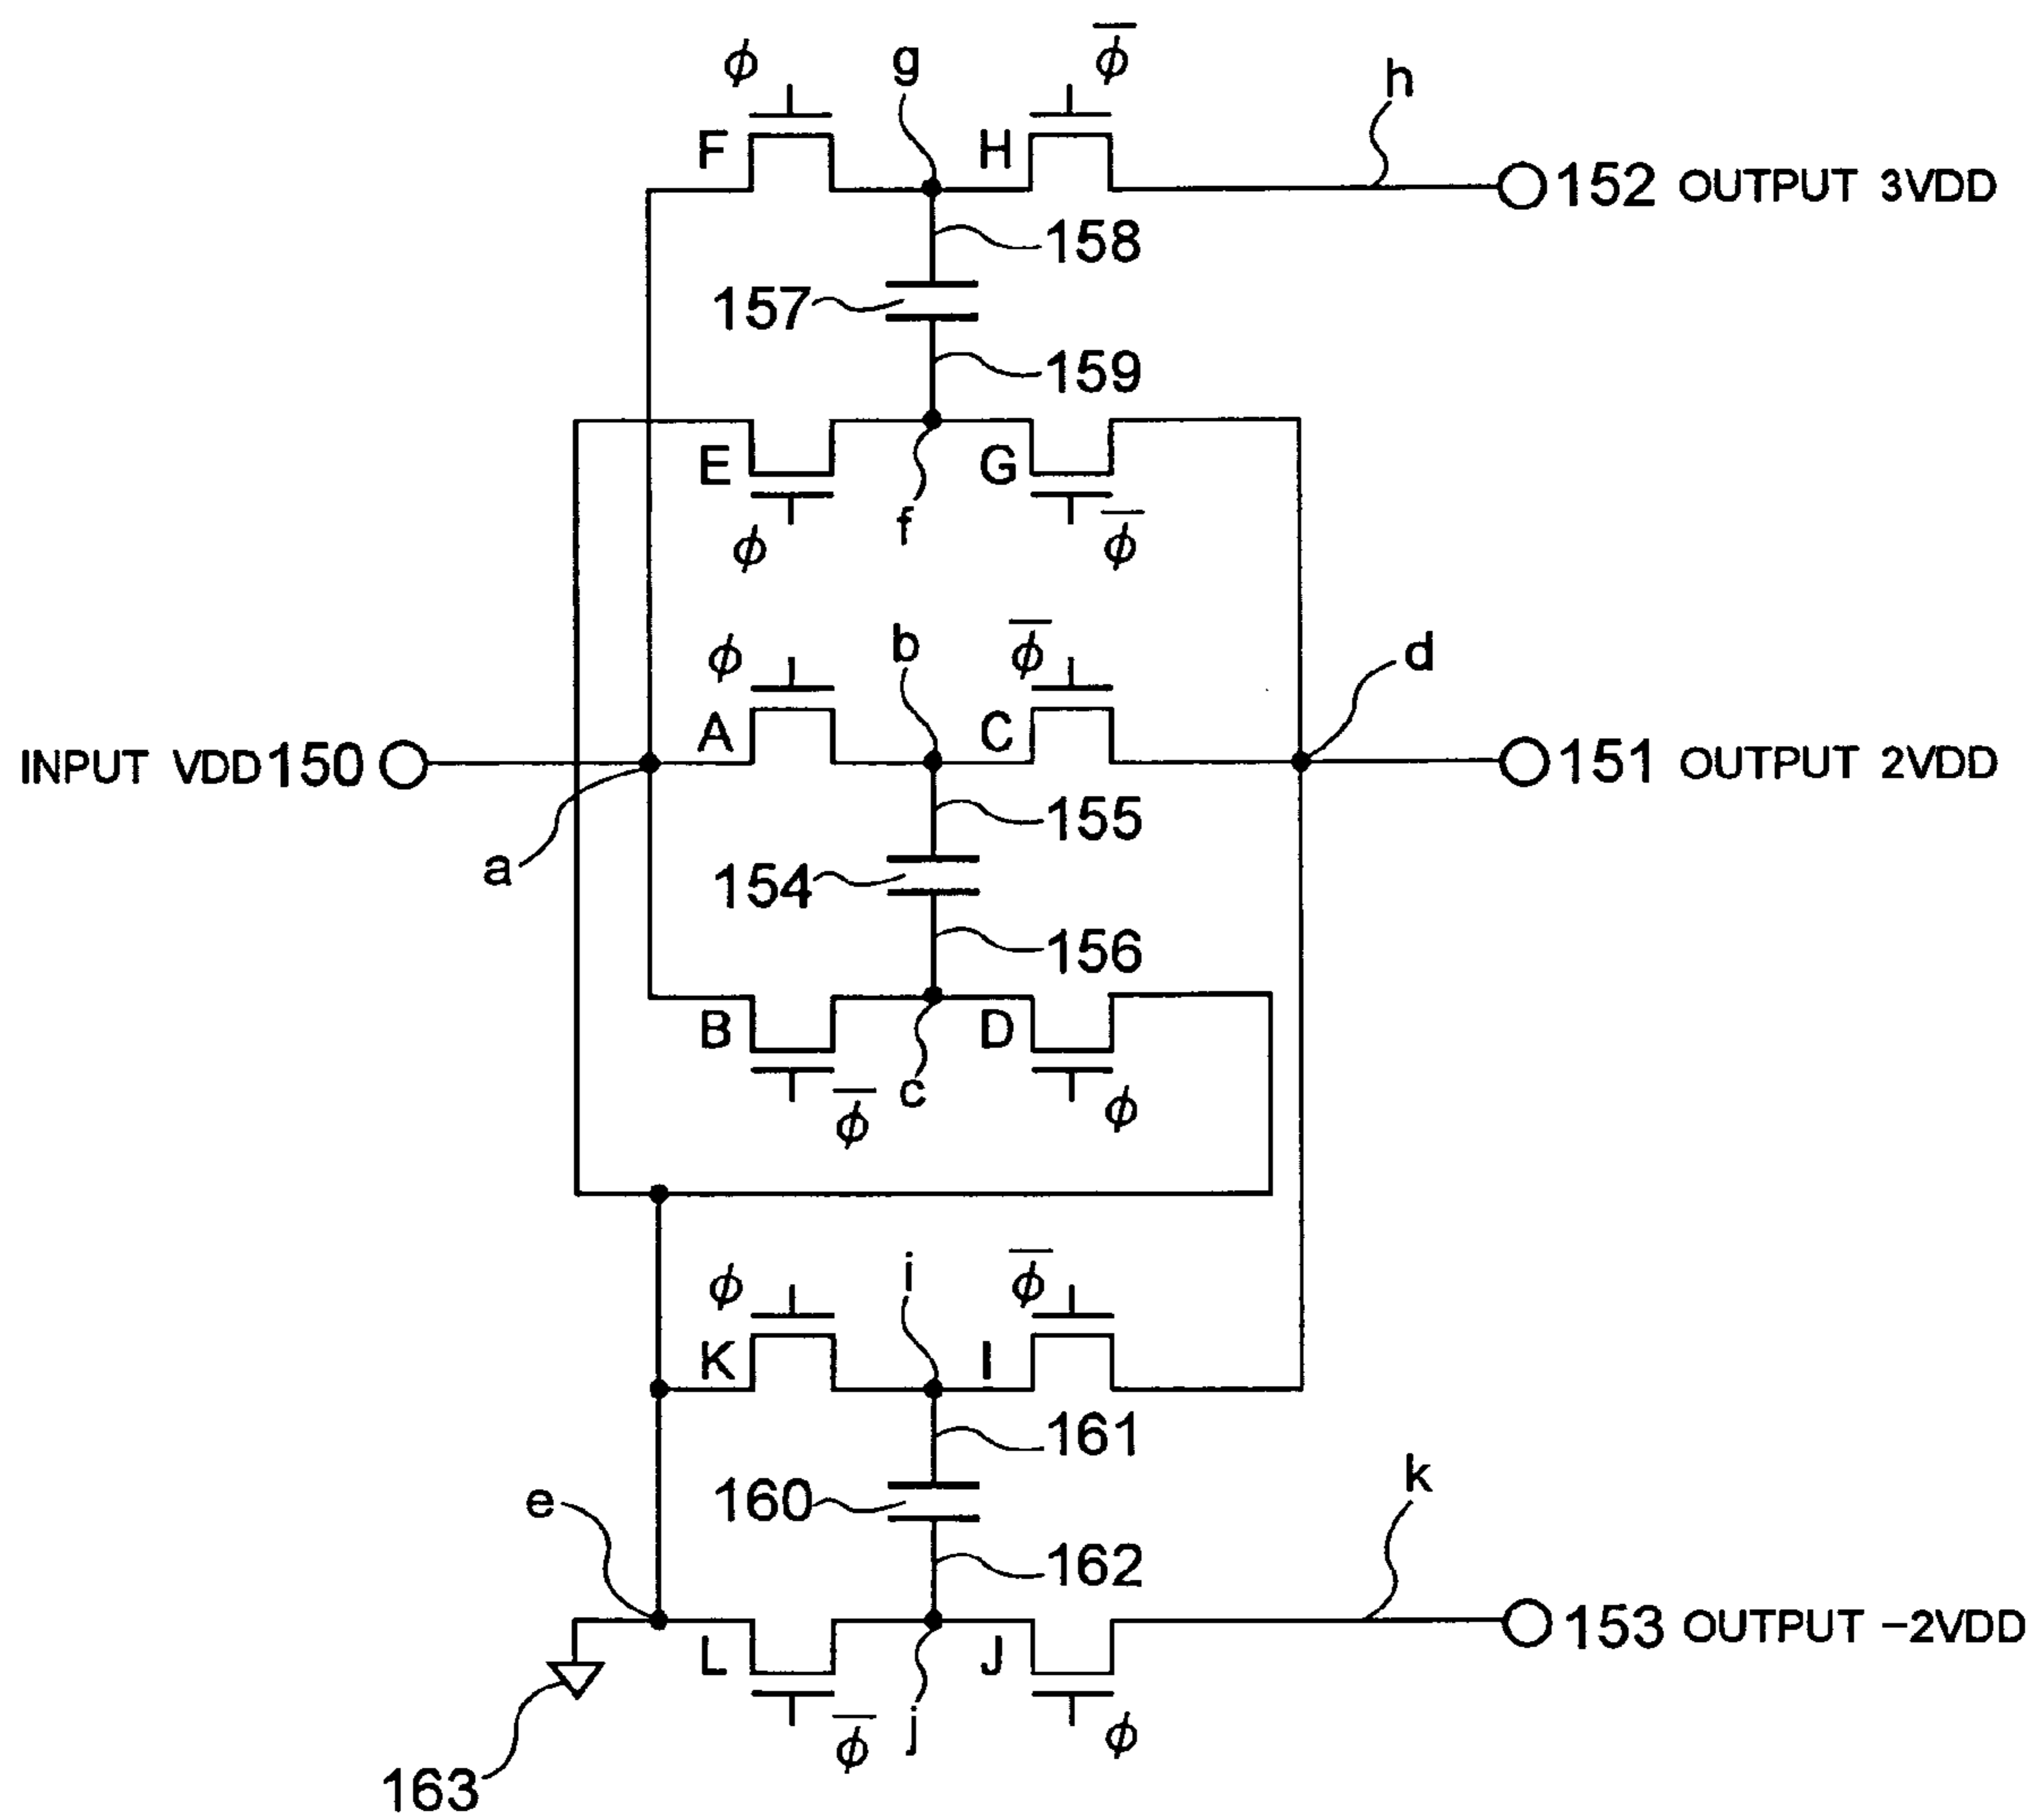 ϕ
g
ϕ̅
h
F
H
152 OUTPUT 3VDD
158
157
159
E
G
f
ϕ
ϕ̅
ϕ
b
ϕ̅
d
A
C
INPUT VDD150
151 OUTPUT 2VDD
155
a
154
156
B
D
c
ϕ̅
ϕ
ϕ
i
ϕ̅
K
I
161
k
e
160
162
153 OUTPUT −2VDD
L
J
ϕ̅
j
ϕ
163